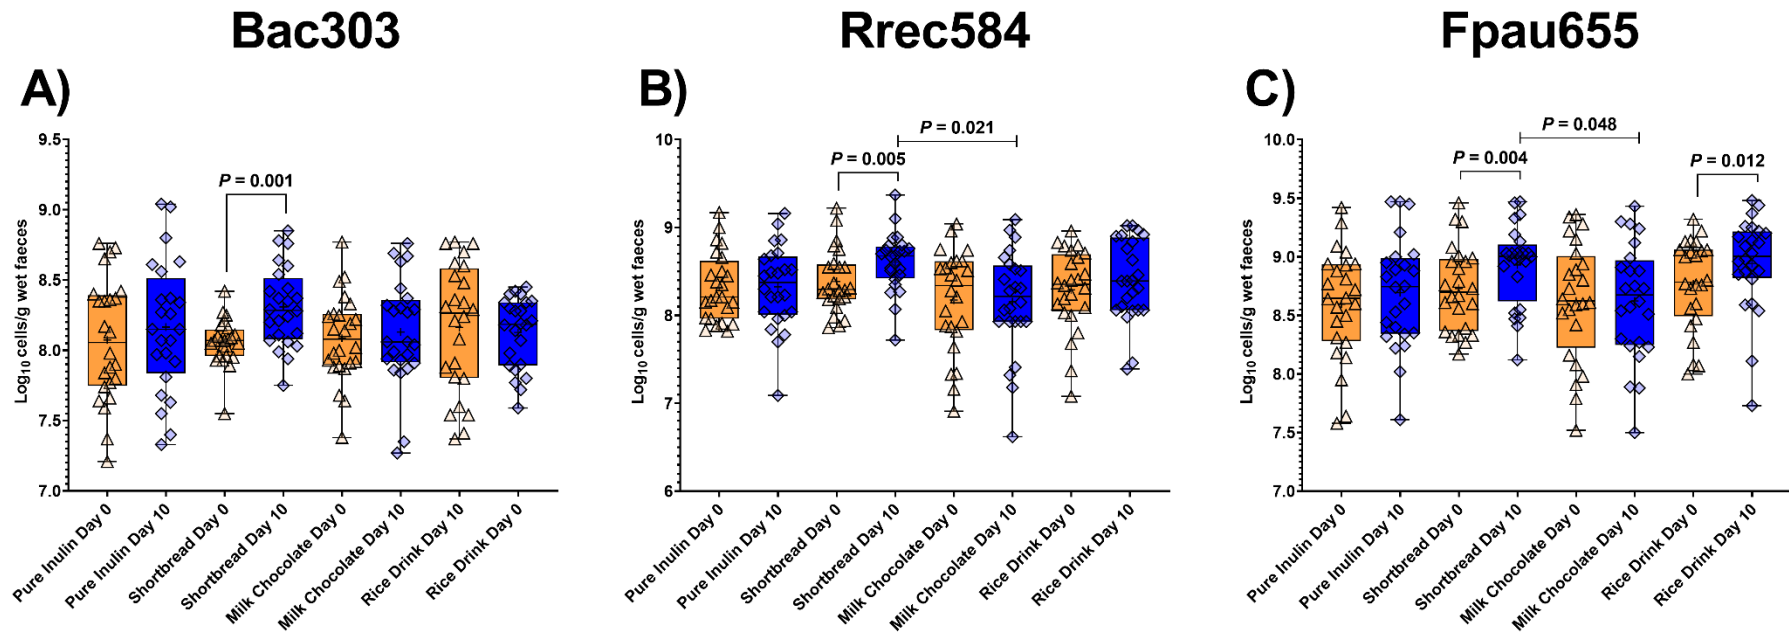 Bac303
Rrec584
Fpau655
A)
Log₁₀ cells/g wet faeces
9.5
9.0
8.5
8.0
7.5
7.0
P = 0.001
Pure Inulin Day 0
Pure Inulin Day 10
Shortbread Day 0
Shortbread Day 10
Milk Chocolate Day 0
Milk Chocolate Day 10
Rice Drink Day 10
Rice Drink Day 0
B)
Log₁₀ cells/g wet faeces
10
9
8
7
6
P = 0.021
P = 0.005
Pure Inulin Day 0
Pure Inulin Day 10
Shortbread Day 0
Shortbread Day 10
Milk Chocolate Day 0
Milk Chocolate Day 10
Rice Drink Day 0
Rice Drink Day 10
C)
Log₁₀ cells/g wet faeces
10.0
9.5
9.0
8.5
8.0
7.5
7.0
P = 0.048
P = 0.004
P = 0.012
Pure Inulin Day 0
Pure Inulin Day 10
Shortbread Day 0
Shortbread Day 10
Milk Chocolate Day 0
Milk Chocolate Day 10
Rice Drink Day 0
Rice Drink Day 10